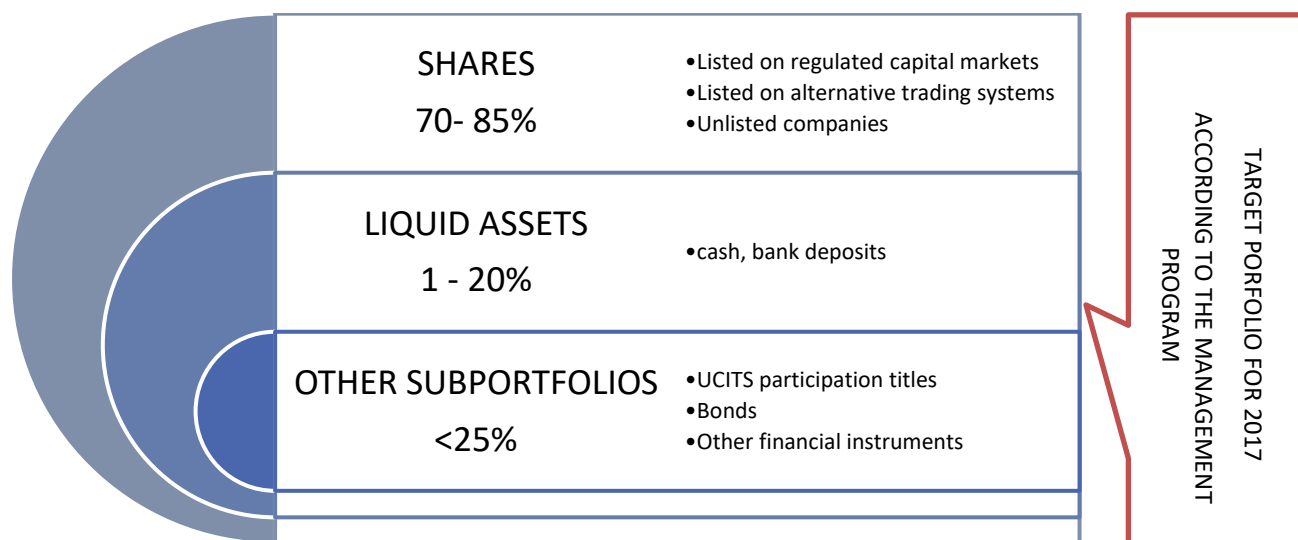 SHARES
70- 85%
•Listed on regulated capital markets
•Listed on alternative trading systems
•Unlisted companies
LIQUID ASSETS
1 - 20%
•cash, bank deposits
OTHER SUBPORTFOLIOS
<25%
•UCITS participation titles
•Bonds
•Other financial instruments
TARGET PORFOLIO FOR 2017
ACCORDING TO THE MANAGEMENT
PROGRAM